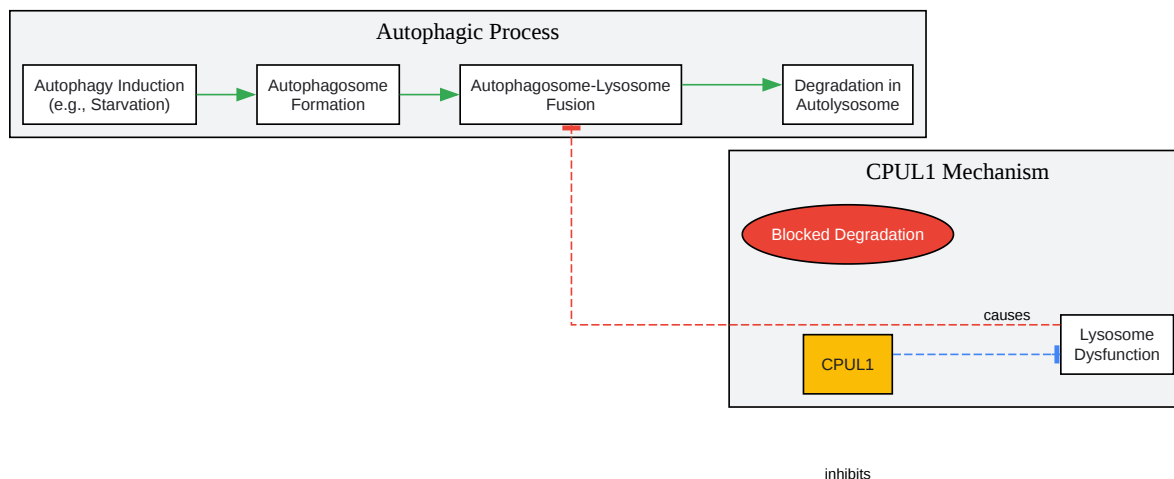 Autophagic Process
Autophagy Induction
(e.g., Starvation)
Autophagosome
Formation
Autophagosome-Lysosome
Fusion
Degradation in
Autolysosome
CPUL1 Mechanism
Blocked Degradation
causes
Lysosome
Dysfunction
CPUL1
inhibits